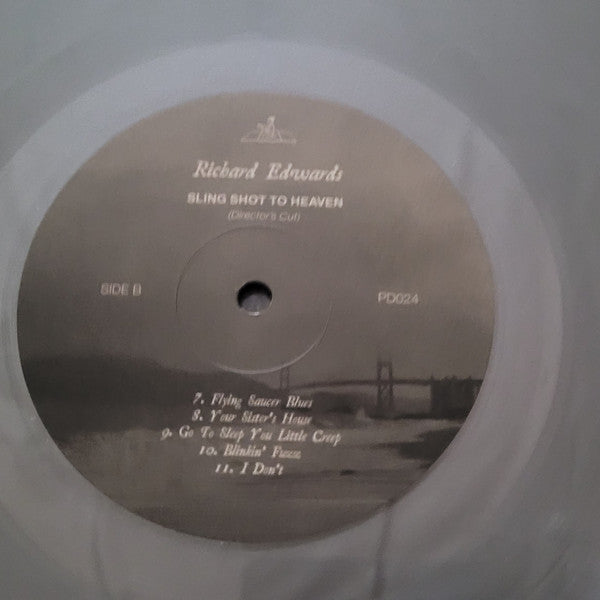 Richard Edwards
SLING SHOT TO HEAVEN
(Director's Cut)
SIDE B
PD024
7. Flying Saucer Blues
8. Your Sister's House
9. Go To Sleep You Little Creep
10. Blinkin' Fuzzz
11. I Don't